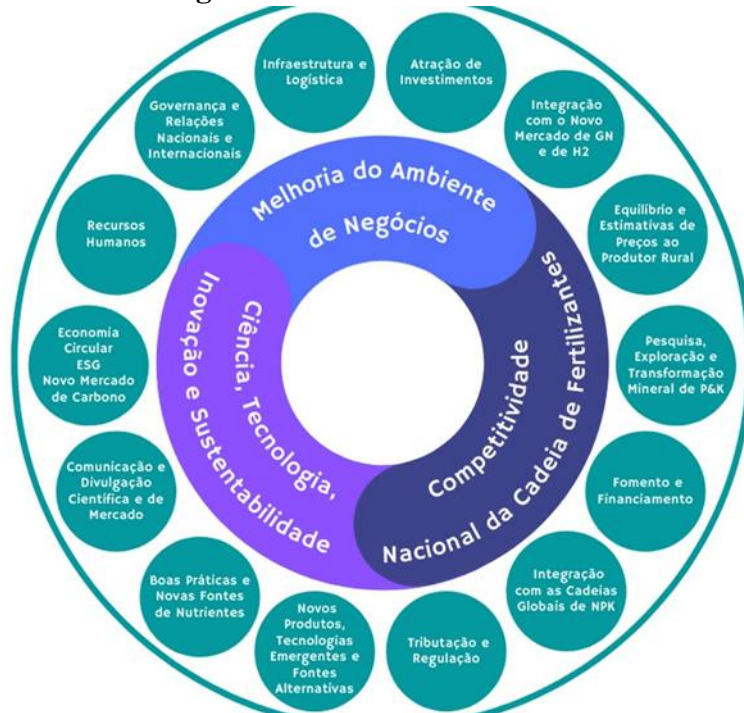 Infraestrutura e
Logística
Atração de
Investimentos
Integração
com o Novo
Mercado de GN
e de H2
Equilíbrio e
Estimativas de
Preços ao
Produtor Rural
Pesquisa,
Exploração e
Transformação
Mineral de P&K
Fomento e
Financiamento
Integração
com as Cadeias
Globais de NPK
Tributação e
Regulação
Novos
Produtos,
Tecnologias
Emergentes e
Fontes
Alternativas
Boas Práticas e
Novas Fontes
de Nutrientes
Comunicação e
Divulgação
Científica e de
Mercado
Economia
Circular
ESG
Novo Mercado
de Carbono
Recursos
Humanos
Governança e
Relações
Nacionais e
Internacionais
Melhoria do Ambiente
de Negócios
Competitividade
Nacional da Cadeia de Fertilizzantes
Ciência, Tecnologia,
Inovação e Sustentabilidade